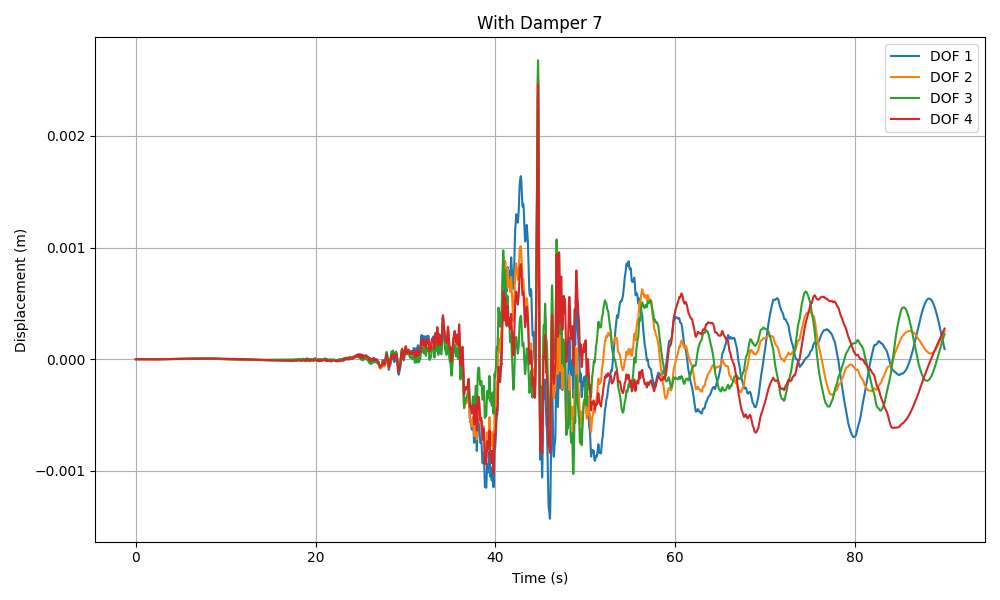 With Damper 7
DOF 1
DOF 2
DOF 3
DOF 4
Displacement (m)
0.002
0.001
0.000
−0.001
0
20
40
60
80
Time (s)